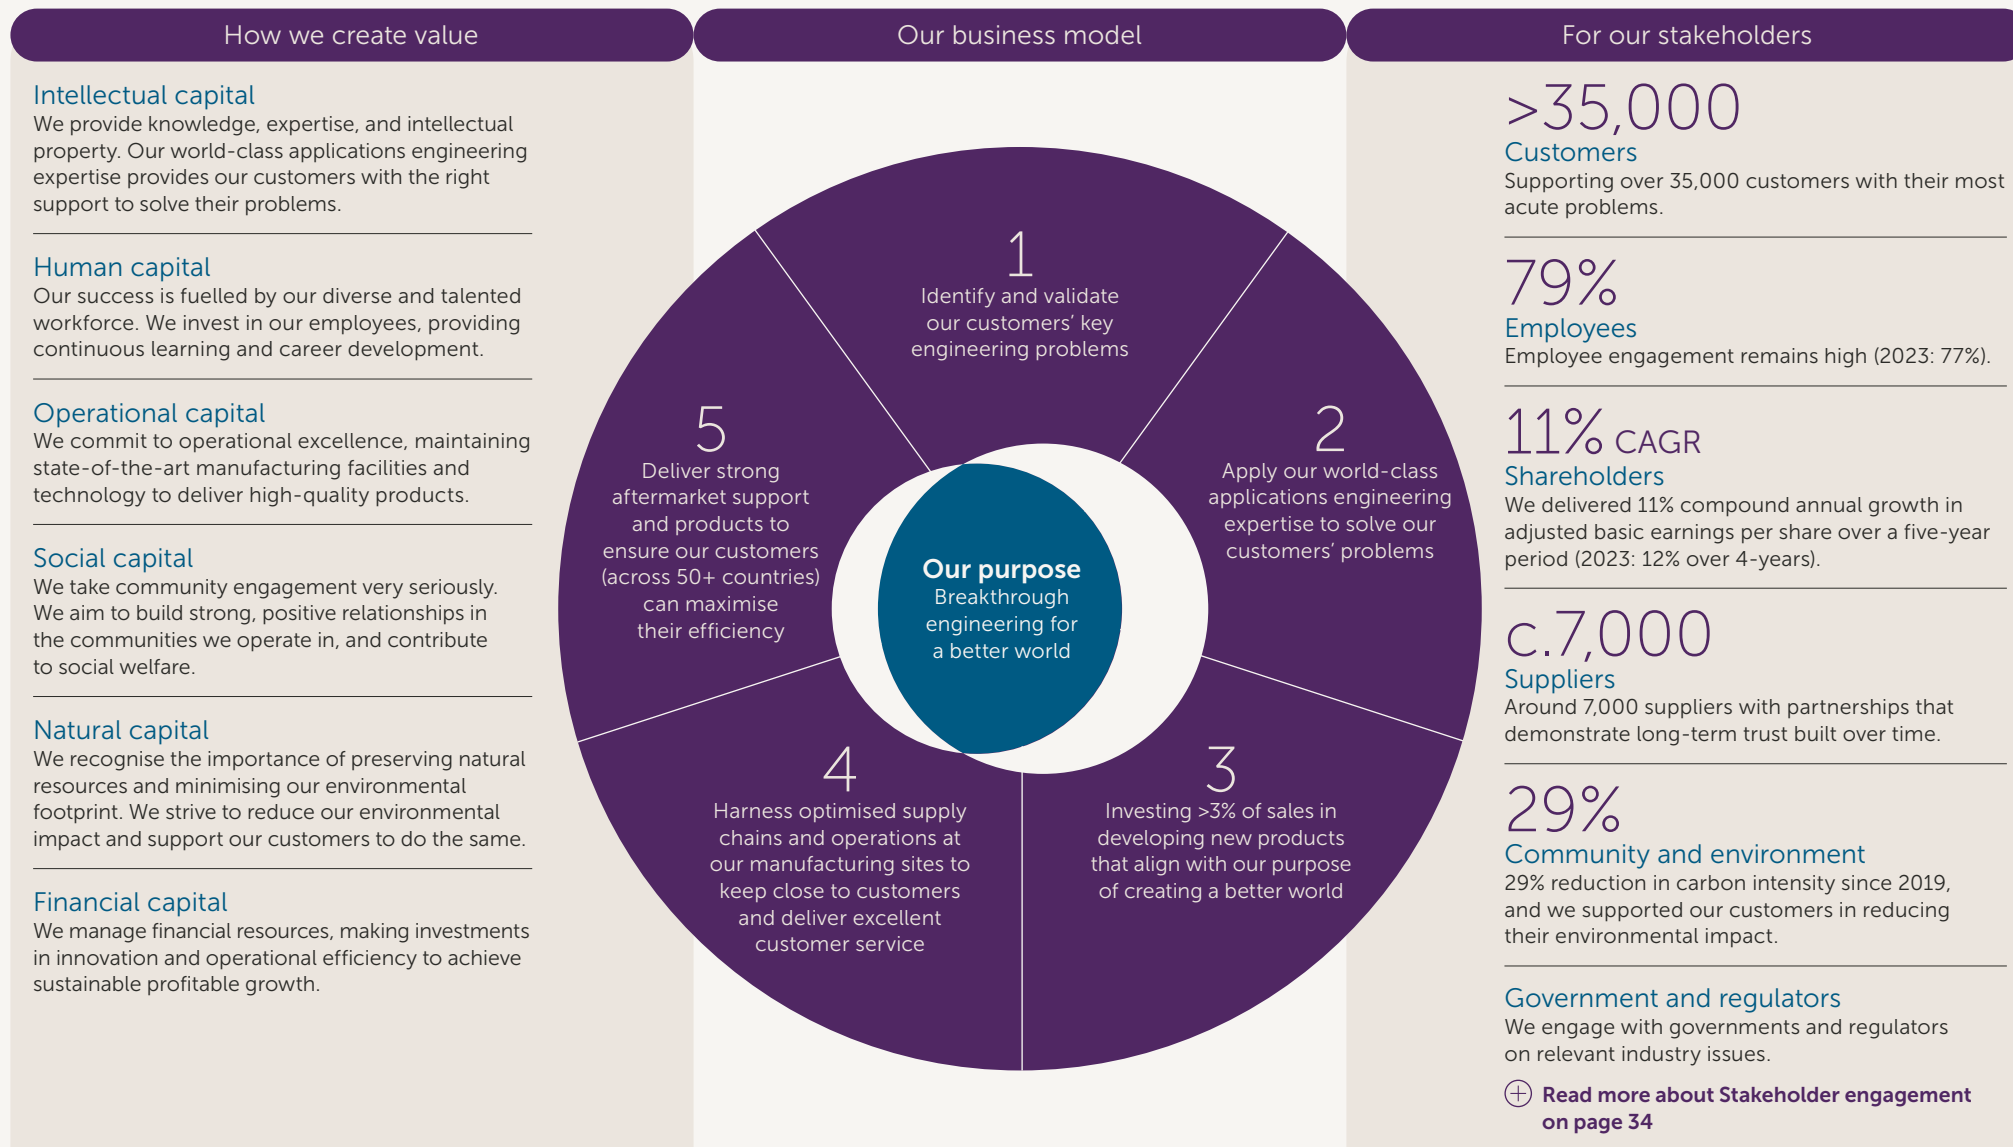 How we create value
Intellectual capital
We provide knowledge, expertise, and intellectual
property. Our world-class applications engineering
expertise provides our customers with the right
support to solve their problems.
Human capital
Our success is fuelled by our diverse and talented
workforce. We invest in our employees, providing
continuous learning and career development.
Operational capital
We commit to operational excellence, maintaining
state-of-the-art manufacturing facilities and
technology to deliver high-quality products.
Social capital
We take community engagement very seriously.
We aim to build strong, positive relationships in
the communities we operate in, and contribute
to social welfare.
Natural capital
We recognise the importance of preserving natural
resources and minimising our environmental
footprint. We strive to reduce our environmental
impact and support our customers to do the same.
Financial capital
We manage financial resources, making investments
in innovation and operational efficiency to achieve
sustainable profitable growth.
Our business model
1
Identify and validate
our customers’ key
engineering problems
2
Apply our world-class
applications engineering
expertise to solve our
customers’ problems
3
Investing >3% of sales in
developing new products
that align with our purpose
of creating a better world
4
Harness optimised supply
chains and operations at
our manufacturing sites to
keep close to customers
and deliver excellent
customer service
5
Deliver strong
aftermarket support
and products to
ensure our customers
(across 50+ countries)
can maximise
their efficiency
Our purpose
Breakthrough
engineering for
a better world
For our stakeholders
>35,000
Customers
Supporting over 35,000 customers with their most
acute problems.
79%
Employees
Employee engagement remains high (2023: 77%).
11% CAGR
Shareholders
We delivered 11% compound annual growth in
adjusted basic earnings per share over a five-year
period (2023: 12% over 4-years).
c.7,000
Suppliers
Around 7,000 suppliers with partnerships that
demonstrate long-term trust built over time.
29%
Community and environment
29% reduction in carbon intensity since 2019,
and we supported our customers in reducing
their environmental impact.
Government and regulators
We engage with governments and regulators
on relevant industry issues.
Read more about Stakeholder engagement
on page 34